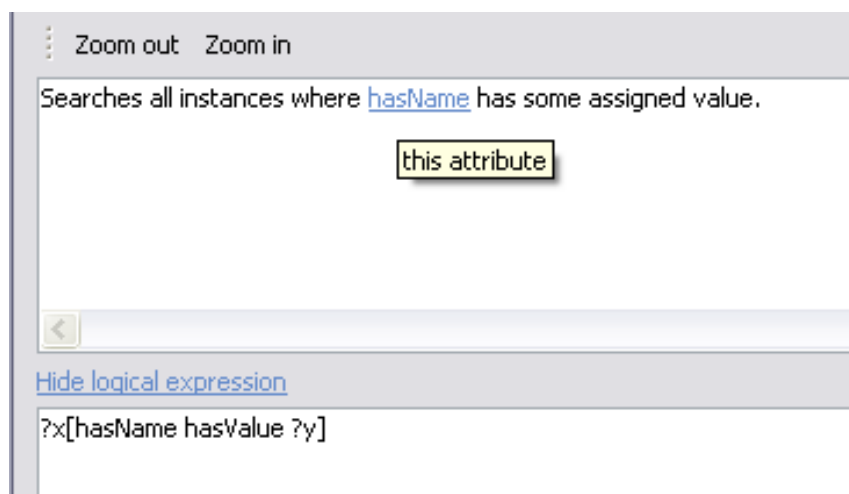 Zoom out Zoom in
Searches all instances where hasName has some assigned value.
this attribute
Hide logical expression
?x[hasName hasValue ?y]